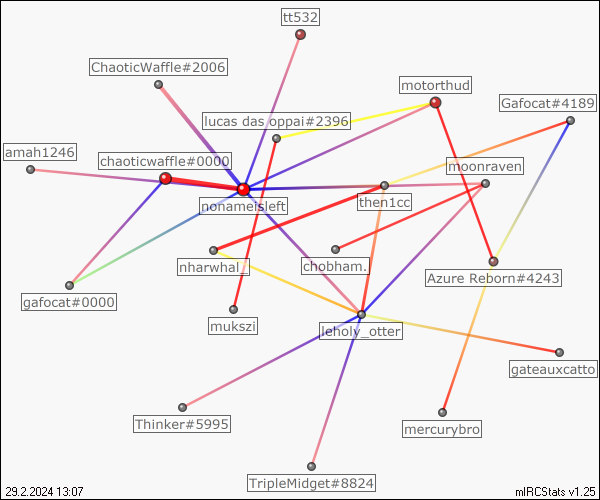 tt532
ChaoticWaffle#2006
motorthud
Gafocat#4189
lucas das oppai#2396
amah1246
chaoticwaffle#0000
moonraven
ponameisleft
then1cc
nharwhal_
chobham.
Azure Reborn#4243
gafocat#0000
mukszi
leholy_otter
gateauxcatto
Thinker#5995
mercurybro
TripleMidget#8824
29.2.2024 13:07
mIRCStats v1.25